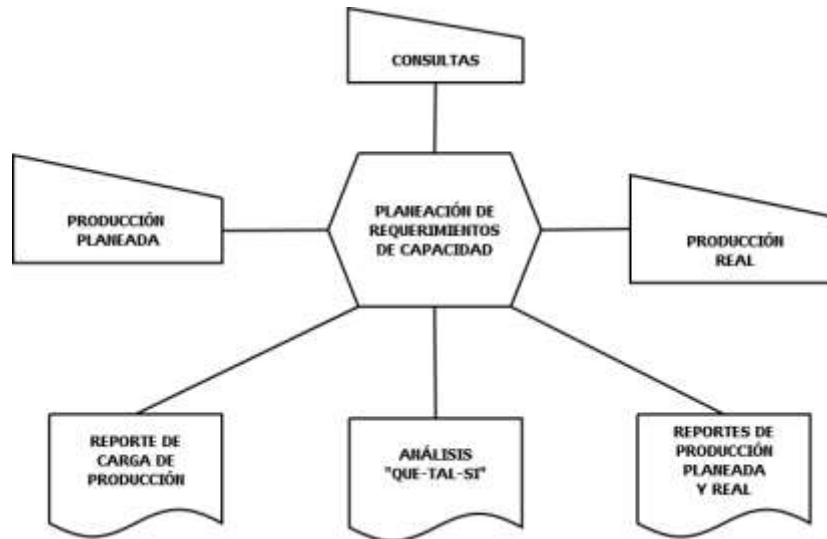 CONSULTAS
PRODUCCIÓN
PLANEADA
PLANEACIÓN DE
REQUERIMIENTOS
DE CAPACIDAD
PRODUCCIÓN
REAL
REPORTE DE
CARGA DE
PRODUCCIÓN
ANÁLISIS
"QUE-TAL-SI"
REPORTES DE
PRODUCCIÓN
PLANEADA
Y REAL